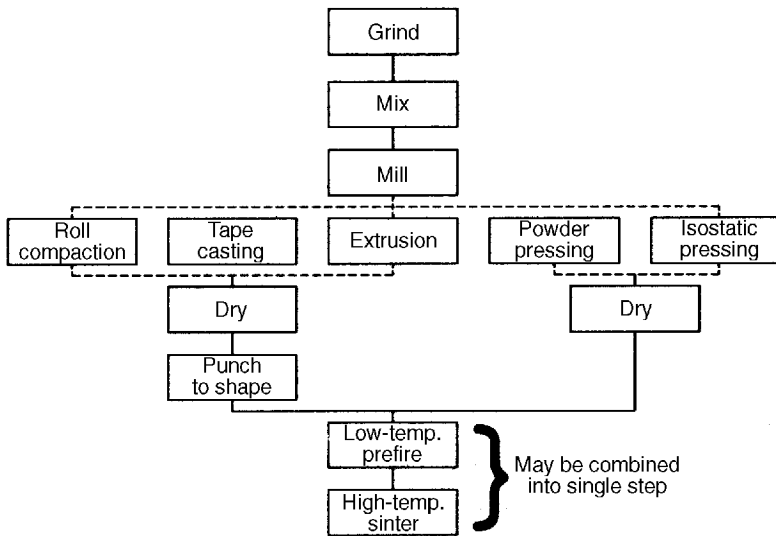 Grind
Mix
Mill
Roll
compaction
Tape
casting
Extrusion
Powder
pressing
Isostatic
pressing
Dry
Dry
Punch
to shape
Low-temp.
prefire
High-temp.
sinter
May be combined
into single step